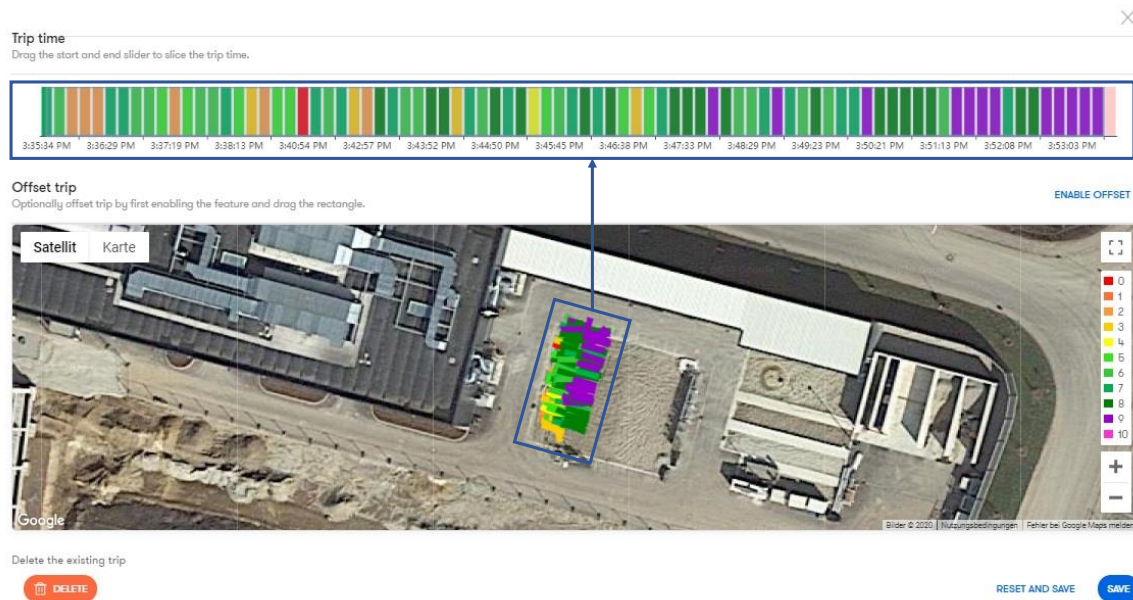 Trip time
Drag the start and end slider to slice the trip time.
3:35:34 PM 3:36:29 PM 3:37:19 PM 3:38:13 PM 3:40:54 PM 3:42:57 PM 3:43:52 PM 3:44:50 PM 3:45:45 PM 3:46:38 PM 3:47:33 PM 3:48:29 PM 3:49:23 PM 3:50:21 PM 3:51:13 PM 3:52:08 PM 3:53:03 PM
Offset trip
ENABLE OFFSET
Optionally offset trip by first enabling the feature and drag the rectangle.
Satellit Karte
0
1
2
3
4
5
6
7
8
9
10
+
−
Google
Bilder © 2020 Nutzungsbedingungen Fehler bei Google Maps melden
Delete the existing trip
DELETE RESET AND SAVE SAVE